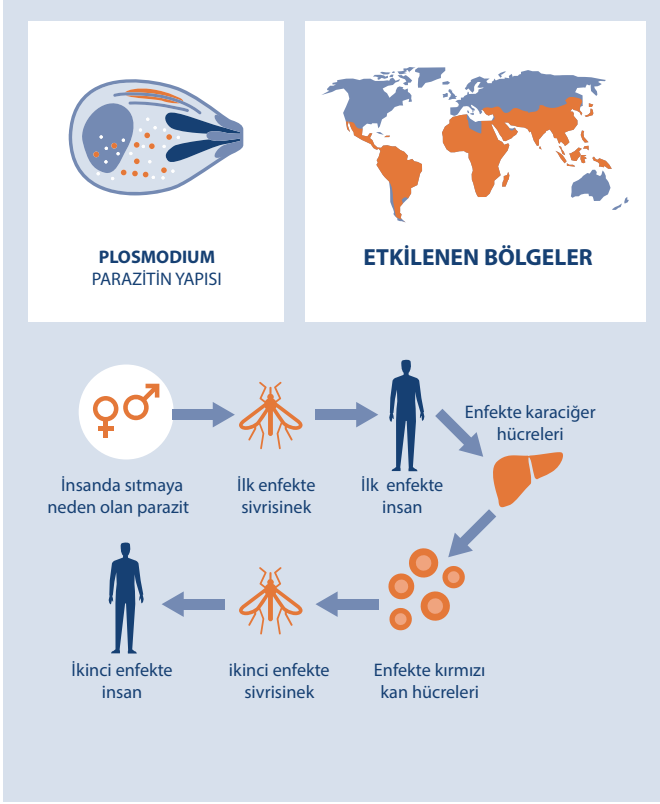 PLOSMODIUM
PARAZİTİN YAPISI
ETKİLENEN BÖLGELER
İnsanda sıtmaya
neden olan parazit
İlk enfekte
sivrisinek
İlk enfekte
insan
Enfekte karaciğer
hücreleri
İkinci enfekte
insan
ikinci enfekte
sivrisinek
Enfekte kırmızı
kan hücreleri